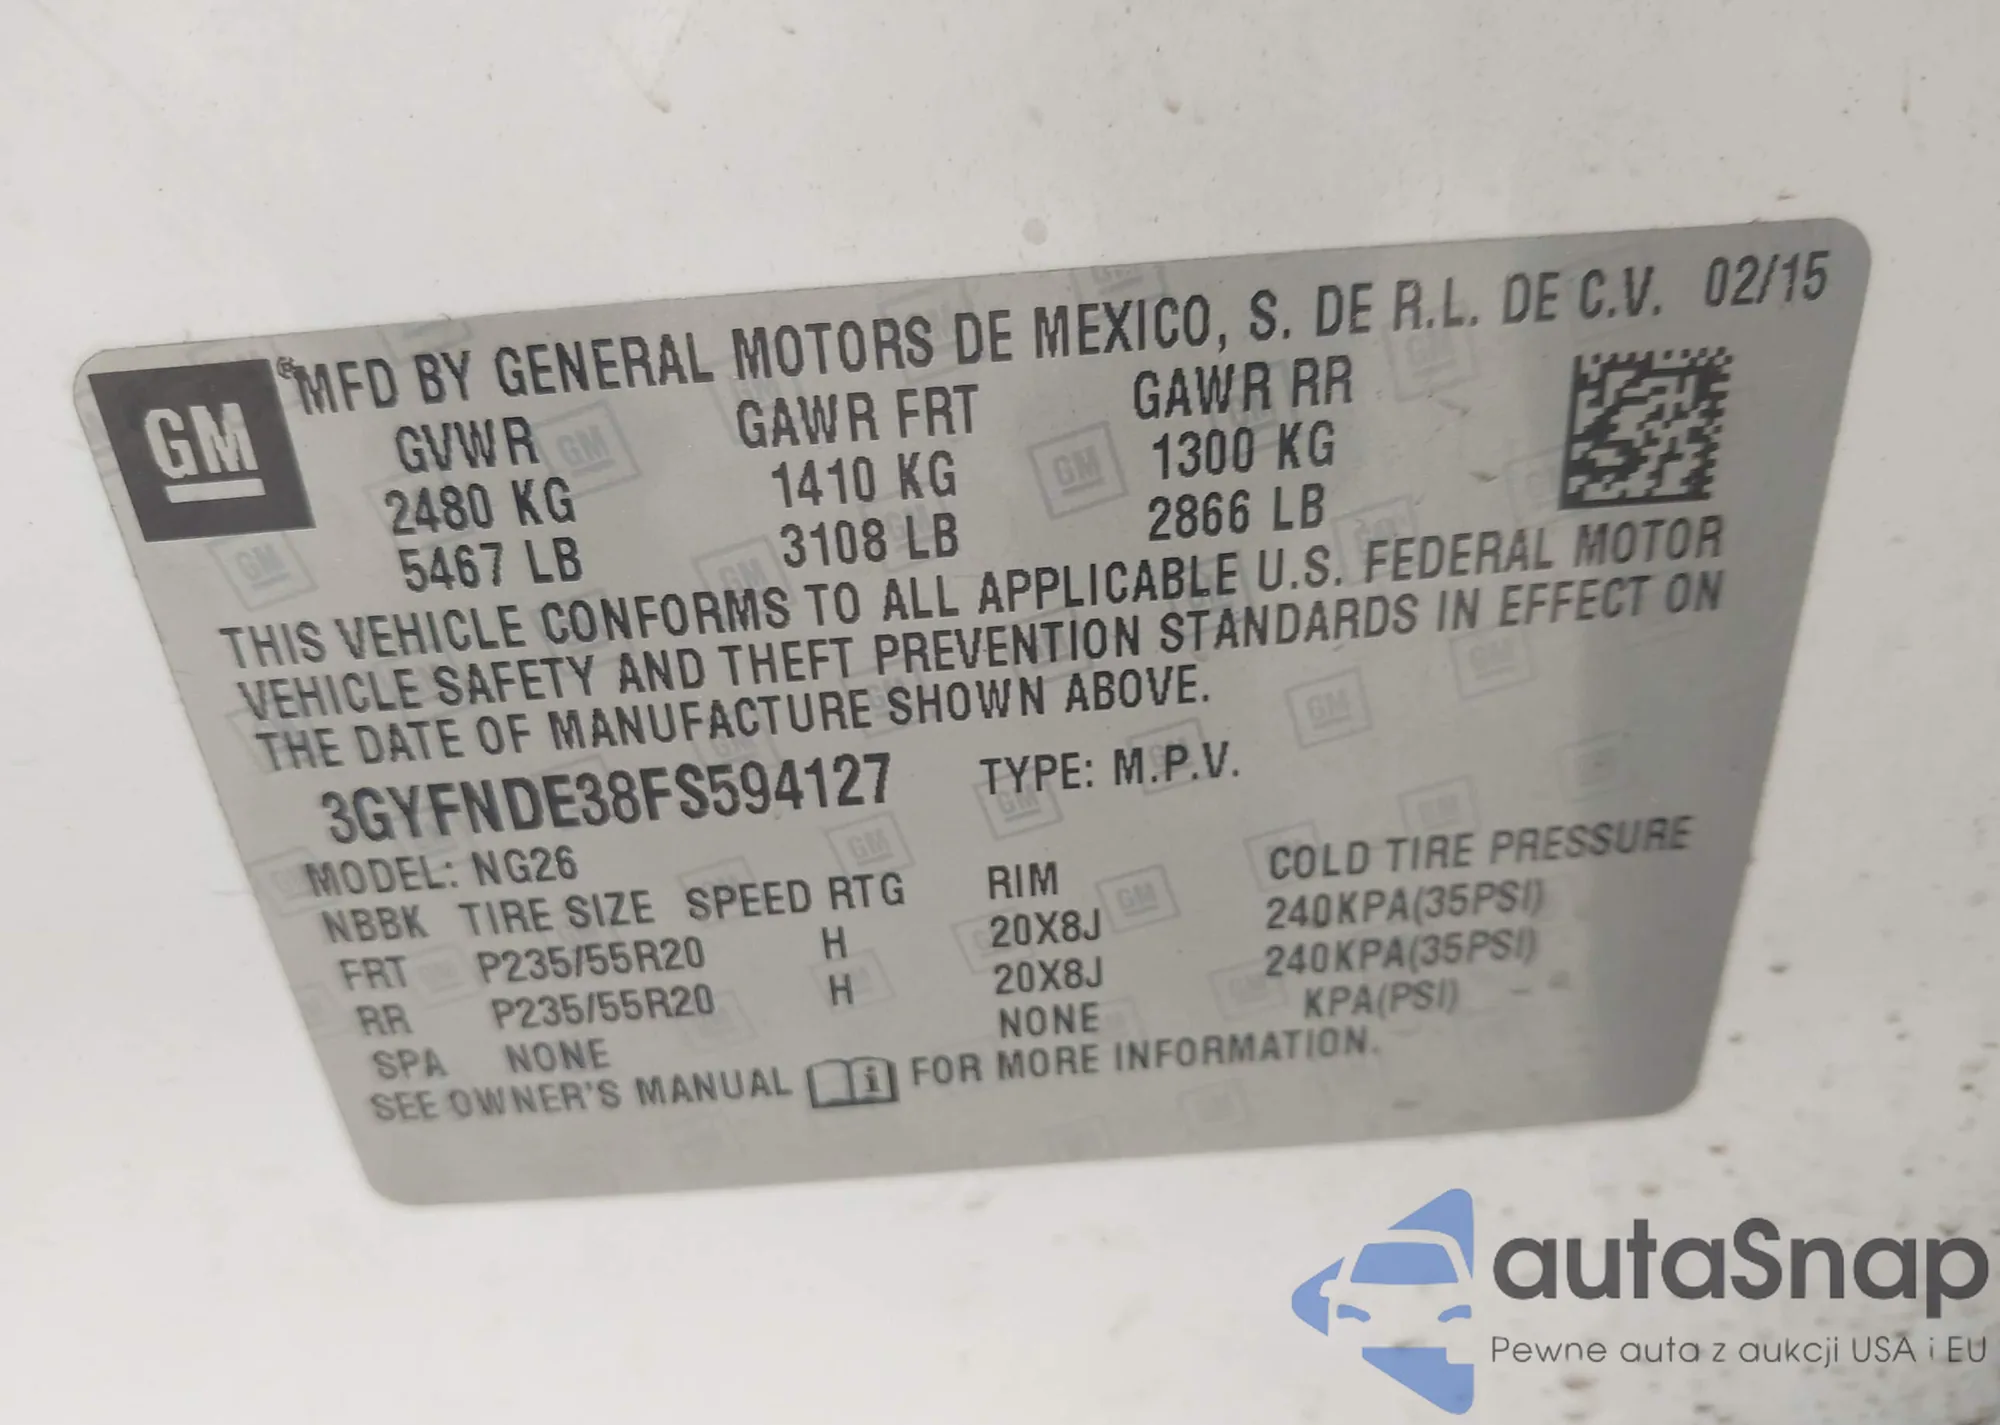 GM
MFD BY GENERAL MOTORS DE MEXICO, S. DE R.L. DE C.V. 02/15
GVWR GAWR FRT GAWR RR
2480 KG 1410 KG 1300 KG
5467 LB 3108 LB 2866 LB
THIS VEHICLE CONFORMS TO ALL APPLICABLE U.S. FEDERAL MOTOR
VEHICLE SAFETY AND THEFT PREVENTION STANDARDS IN EFFECT ON
THE DATE OF MANUFACTURE SHOWN ABOVE.
3GYFNDE38FS594127 TYPE: M.P.V.
MODEL: NG26
NBBK TIRE SIZE SPEED RTG RIM COLD TIRE PRESSURE
FRT P235/55R20 H 20X8J 240KPA(35PSI)
RR P235/55R20 H 20X8J 240KPA(35PSI)
SPA NONE NONE KPA(PSI)
SEE OWNER'S MANUAL i FOR MORE INFORMATION.
autaSnap
Pewne auta z aukcji USA i EU